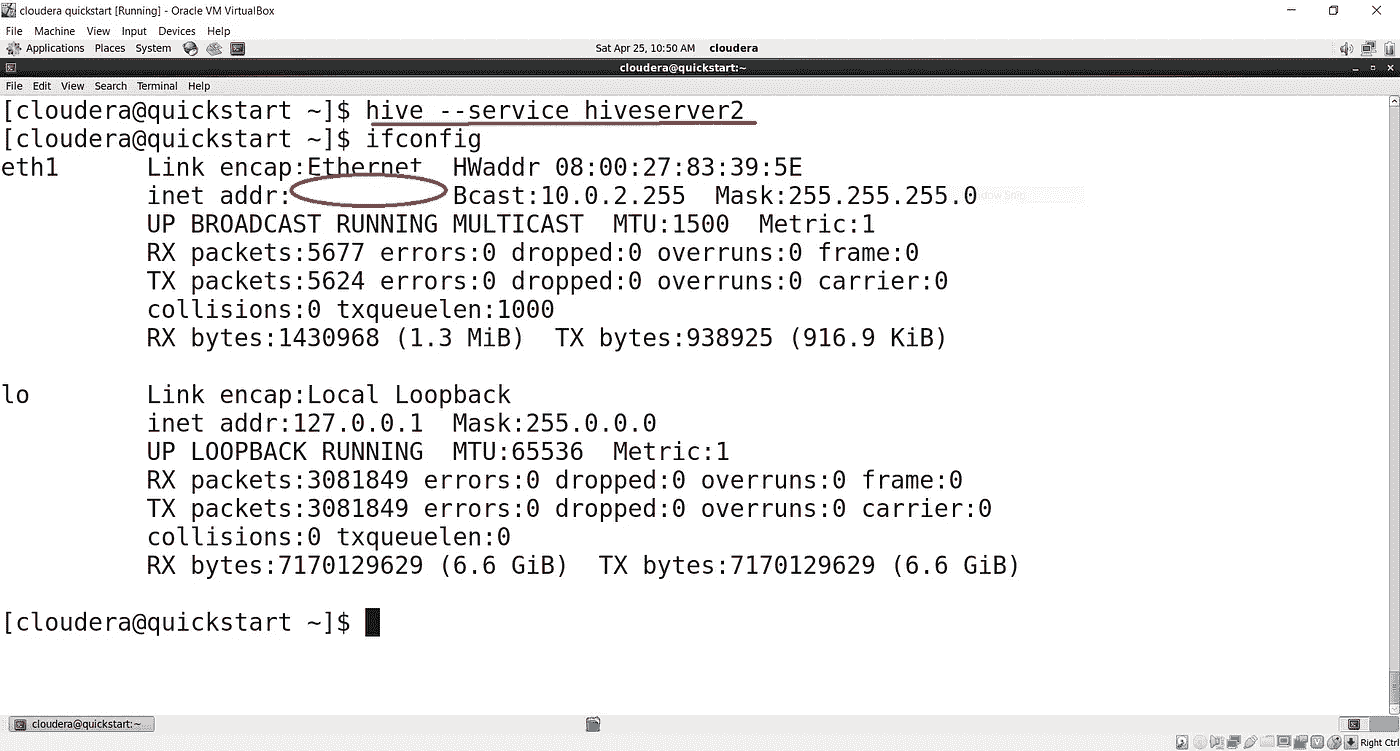 cloudera quickstart [Running] - Oracle VM VirtualBox
File Machine View Input Devices Help
Applications Places System Sat Apr 25, 10:50 AM cloudera
cloudera@quickstart:~
File Edit View Search Terminal Help
[cloudera@quickstart ~]$ hive --service hiveserver2
[cloudera@quickstart ~]$ ifconfig
eth1 Link encap:Ethernet HWaddr 08:00:27:83:39:5E
inet addr: Bcast:10.0.2.255 Mask:255.255.255.0
UP BROADCAST RUNNING MULTICAST MTU:1500 Metric:1
RX packets:5677 errors:0 dropped:0 overruns:0 frame:0
TX packets:5624 errors:0 dropped:0 overruns:0 carrier:0
collisions:0 txqueuelen:1000
RX bytes:1430968 (1.3 MiB) TX bytes:938925 (916.9 KiB)
lo Link encap:Local Loopback
inet addr:127.0.0.1 Mask:255.0.0.0
UP LOOPBACK RUNNING MTU:65536 Metric:1
RX packets:3081849 errors:0 dropped:0 overruns:0 frame:0
TX packets:3081849 errors:0 dropped:0 overruns:0 carrier:0
collisions:0 txqueuelen:0
RX bytes:7170129629 (6.6 GiB) TX bytes:7170129629 (6.6 GiB)
[cloudera@quickstart ~]$
cloudera@quickstart:~
Right Ctrl